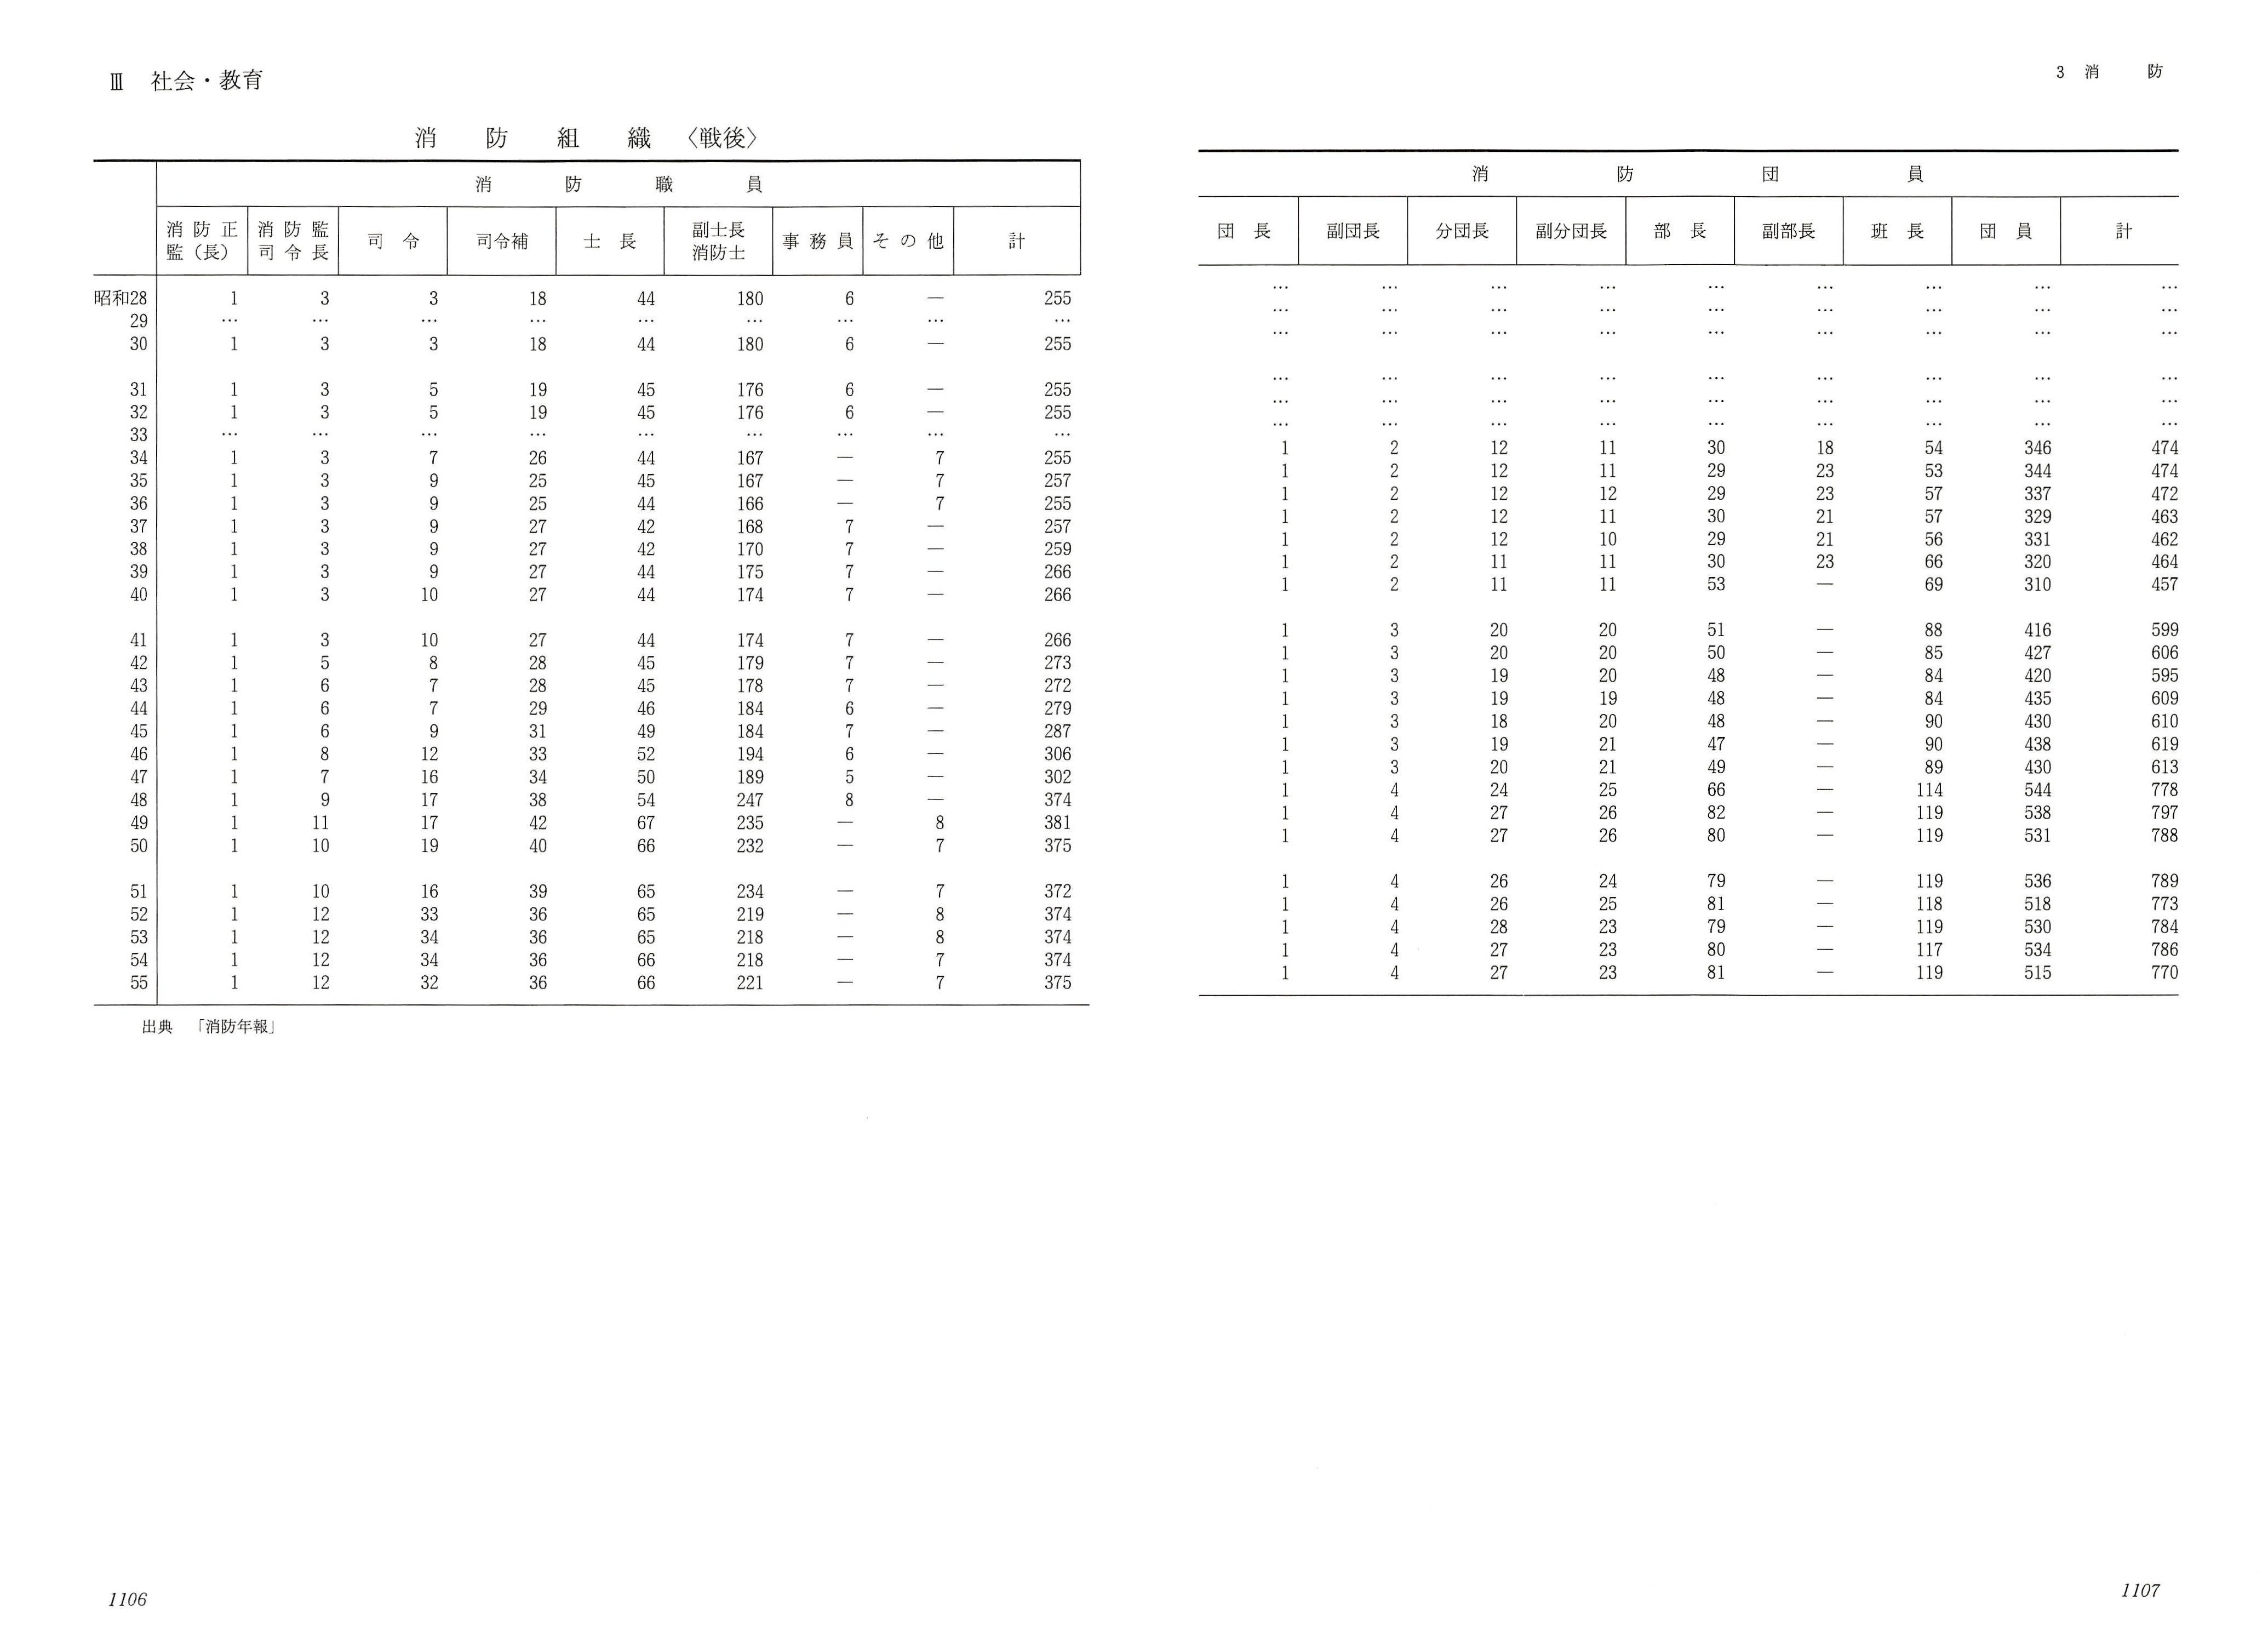 Ⅲ 社会・教育
消防組織〈戦後〉
消防職員
消防正監(長) 消防監司令長 司令 司令補 士長 副士長消防士 事務員 その他 計
昭和28 1 3 3 18 44 180 6 — 255
29 … … … … … … … … …
30 1 3 3 18 44 180 6 — 255
31 1 3 5 19 45 176 6 — 255
32 1 3 5 19 45 176 6 — 255
33 … … … … … … … … …
34 1 3 7 26 44 167 — 7 255
35 1 3 9 25 45 167 — 7 257
36 1 3 9 25 44 166 — 7 255
37 1 3 9 27 42 168 7 — 257
38 1 3 9 27 42 170 7 — 259
39 1 3 9 27 44 175 7 — 266
40 1 3 10 27 44 174 7 — 266
41 1 3 10 27 44 174 7 — 266
42 1 5 8 28 45 179 7 — 273
43 1 6 7 28 45 178 7 — 272
44 1 6 7 29 46 184 6 — 279
45 1 6 9 31 49 184 7 — 287
46 1 8 12 33 52 194 6 — 306
47 1 7 16 34 50 189 5 — 302
48 1 9 17 38 54 247 8 — 374
49 1 11 17 42 67 235 — 8 381
50 1 10 19 40 66 232 — 7 375
51 1 10 16 39 65 234 — 7 372
52 1 12 33 36 65 219 — 8 374
53 1 12 34 36 65 218 — 8 374
54 1 12 34 36 66 218 — 7 374
55 1 12 32 36 66 221 — 7 375
出典 「消防年報」
1106
3 消防
消防団員
団長 副団長 分団長 副分団長 部長 副部長 班長 団員 計
… … … … … … … … …
… … … … … … … … …
… … … … … … … … …
… … … … … … … … …
… … … … … … … … …
… … … … … … … … …
1 2 12 11 30 18 54 346 474
1 2 12 11 29 23 53 344 474
1 2 12 12 29 23 57 337 472
1 2 12 11 30 21 57 329 463
1 2 12 10 29 21 56 331 462
1 2 11 11 30 23 66 320 464
1 2 11 11 53 — 69 310 457
1 3 20 20 51 — 88 416 599
1 3 20 20 50 — 85 427 606
1 3 19 20 48 — 84 420 595
1 3 19 19 48 — 84 435 609
1 3 18 20 48 — 90 430 610
1 3 19 21 47 — 90 438 619
1 3 20 21 49 — 89 430 613
1 4 24 25 66 — 114 544 778
1 4 27 26 82 — 119 538 797
1 4 27 26 80 — 119 531 788
1 4 26 24 79 — 119 536 789
1 4 26 25 81 — 118 518 773
1 4 28 23 79 — 119 530 784
1 4 27 23 80 — 117 534 786
1 4 27 23 81 — 119 515 770
1107